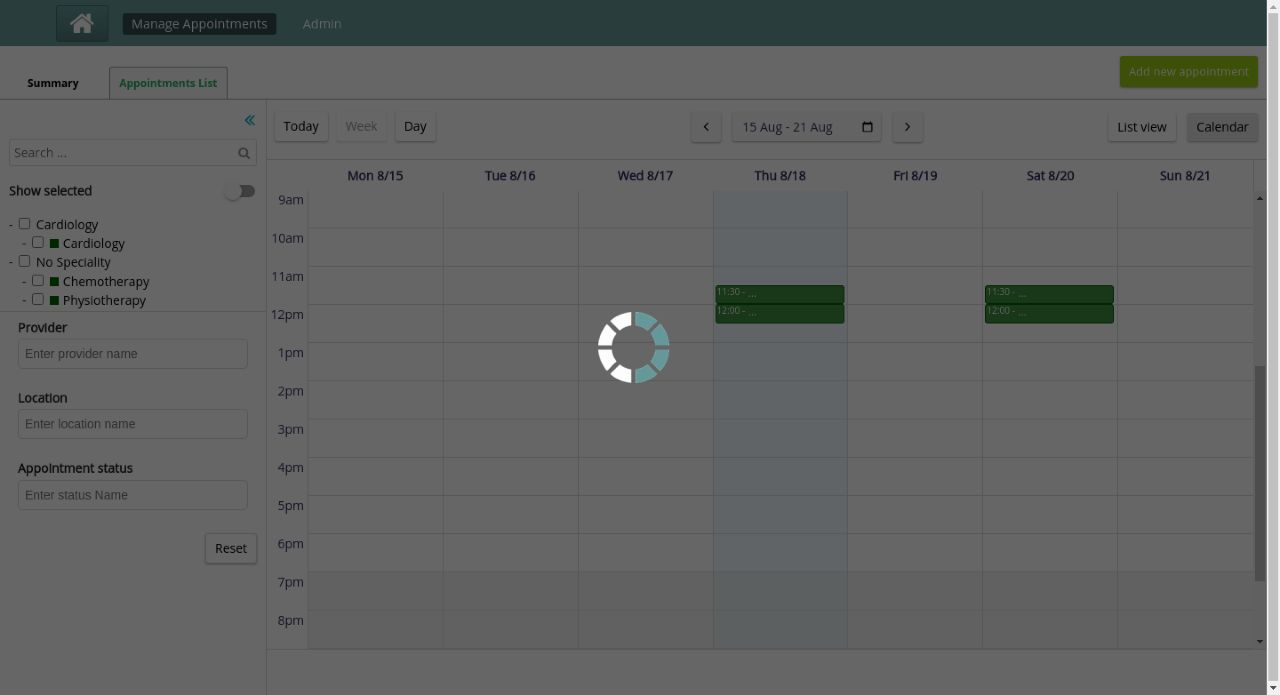 Manage Appointments
Admin
Summary
Appointments List
Add new appointment
Today
Week
Day
15 Aug - 21 Aug
List view
Calendar
Search ...
Show selected
- Cardiology
- Cardiology
- No Speciality
- Chemotherapy
- Physiotherapy
Provider
Enter provider name
Location
Enter location name
Appointment status
Enter status Name
Reset
Mon 8/15
Tue 8/16
Wed 8/17
Thu 8/18
Fri 8/19
Sat 8/20
Sun 8/21
9am
10am
11am
11:30 - ...
11:30 - ...
12pm
12:00 - ...
12:00 - ...
1pm
2pm
3pm
4pm
5pm
6pm
7pm
8pm